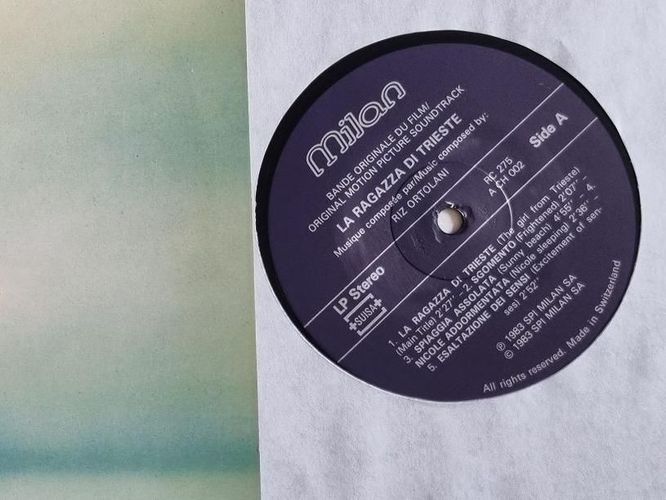 milan
BANDE ORIGINALE DU FILM/
ORIGINAL MOTION PICTURE SOUNDTRACK
LA RAGAZZA DI TRIESTE
Musique composée par/Music composed by:
RIZ ORTOLANI
RC 275
A CH 002
Side A
LP Stereo
+SUISA+
1. LA RAGAZZA DI TRIESTE (The girl from Trieste)
(Main Title) 2'27'' - 2. SGOMENTO (Frightened) 2'07'' -
3. SPIAGGIA ASSOLATA (Sunny beach) 4'55'' - 4.
NICOLE ADDORMENTATA (Nicole sleeping) 2'36'' -
5. ESALTAZIONE DEI SENSI (Excitement of sen-
ses) 2'52''
℗ 1983 SPI MILAN SA
© 1983 SPI MILAN SA
All rights reserved. Made in Switzerland